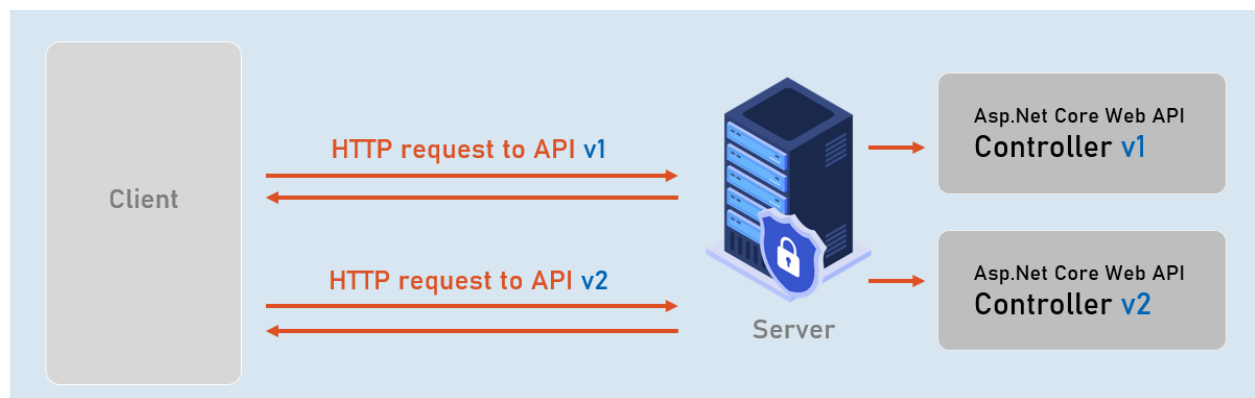 Client
HTTP request to API v1
HTTP request to API v2
Server
Asp.Net Core Web API
Controller v1
Asp.Net Core Web API
Controller v2